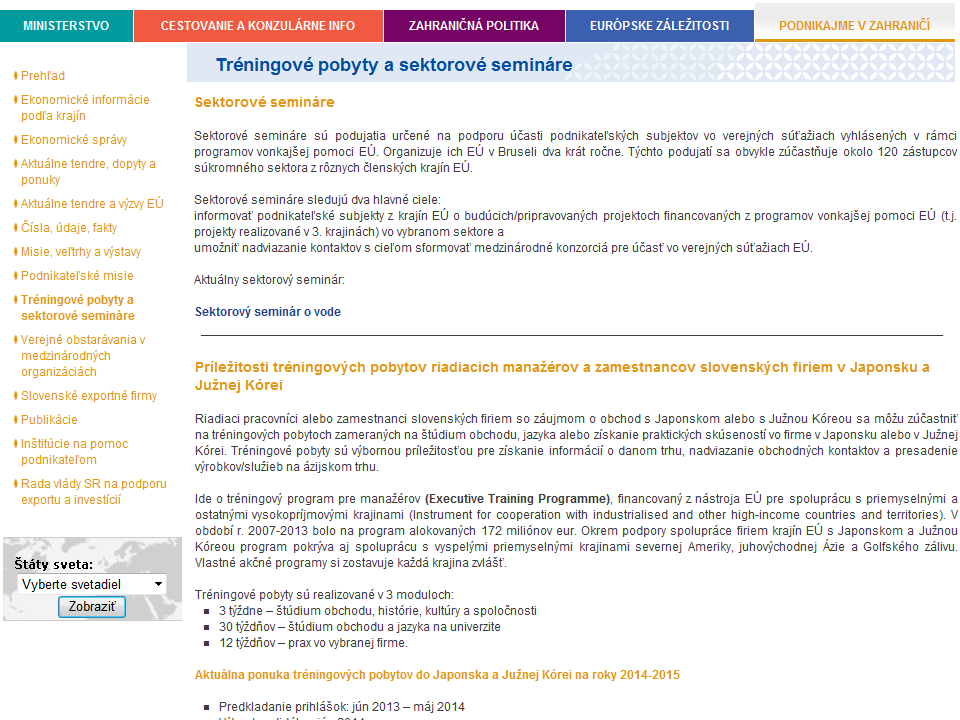 MINISTERSTVO
CESTOVANIE A KONZULÁRNE INFO
ZAHRANIČNÁ POLITIKA
EURÓPSKE ZÁLEŽITOSTI
PODNIKAJME V ZAHRANIČÍ
Prehľad
Ekonomické informácie
podľa krajín
Ekonomické správy
Aktuálne tendre, dopyty a
ponuky
Aktuálne tendre a výzvy EÚ
Čísla, údaje, fakty
Misie, veľtrhy a výstavy
Podnikateľské misie
Tréningové pobyty a
sektorové semináre
Verejné obstarávania v
medzinárodných
organizáciách
Slovenské exportné firmy
Publikácie
Inštitúcie na pomoc
podnikateľom
Rada vlády SR na podporu
exportu a investícií
Štáty sveta:
Vyberte svetadiel
Zobraziť
Tréningové pobyty a sektorové semináre
Sektorové semináre
Sektorové semináre sú podujatia určené na podporu účasti podnikateľských subjektov vo verejných súťažiach vyhlásených v rámci
programov vonkajšej pomoci EÚ. Organizuje ich EÚ v Bruseli dva krát ročne. Týchto podujatí sa obvykle zúčastňuje okolo 120 zástupcov
súkromného sektora z rôznych členských krajín EÚ.
Sektorové semináre sledujú dva hlavné ciele:
informovať podnikateľské subjekty z krajín EÚ o budúcich/pripravovaných projektoch financovaných z programov vonkajšej pomoci EÚ (t.j.
projekty realizované v 3. krajinách) vo vybranom sektore a
umožniť nadviazanie kontaktov s cieľom sformovať medzinárodné konzorciá pre účasť vo verejných súťažiach EÚ.
Aktuálny sektorový seminár:
Sektorový seminár o vode
Príležitosti tréningových pobytov riadiacich manažérov a zamestnancov slovenských firiem v Japonsku a
Južnej Kórei
Riadiaci pracovníci alebo zamestnanci slovenských firiem so záujmom o obchod s Japonskom alebo s Južnou Kóreou sa môžu zúčastniť
na tréningových pobytoch zameraných na štúdium obchodu, jazyka alebo získanie praktických skúseností vo firme v Japonsku alebo v Južnej
Kórei. Tréningové pobyty sú výbornou príležitosťou pre získanie informácií o danom trhu, nadviazanie obchodných kontaktov a presadenie
výrobkov/služieb na ázijskom trhu.
Ide o tréningový program pre manažérov (Executive Training Programme), financovaný z nástroja EÚ pre spoluprácu s priemyselnými a
ostatnými vysokopríjmovými krajinami (Instrument for cooperation with industrialised and other high-income countries and territories). V
období r. 2007-2013 bolo na program alokovaných 172 miliónov eur. Okrem podpory spolupráce firiem krajín EÚ s Japonskom a Južnou
Kóreou program pokrýva aj spoluprácu s vyspelými priemyselnými krajinami severnej Ameriky, juhovýchodnej Ázie a Golfského zálivu.
Vlastné akčné programy si zostavuje každá krajina zvlášť.
Tréningové pobyty sú realizované v 3 moduloch:
3 týždne – štúdium obchodu, histórie, kultúry a spoločnosti
30 týždňov – štúdium obchodu a jazyka na univerzite
12 týždňov – prax vo vybranej firme.
Aktuálna ponuka tréningových pobytov do Japonska a Južnej Kórei na roky 2014-2015
Predkladanie prihlášok: jún 2013 – máj 2014